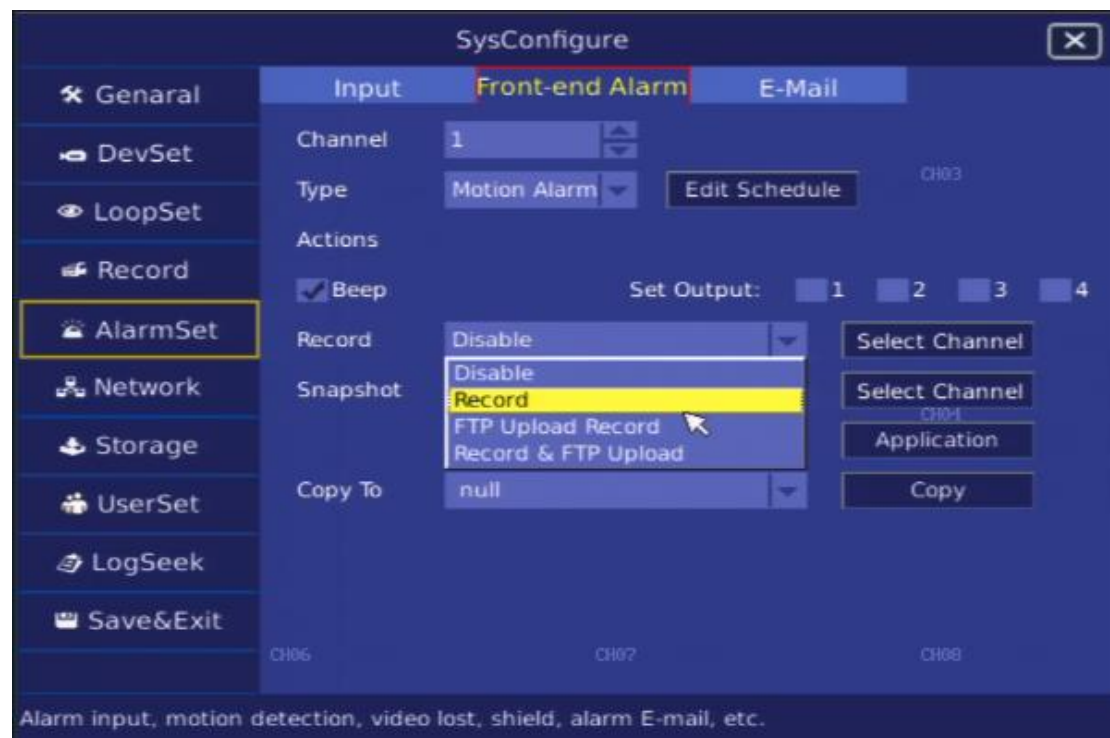 SysConfigure
Genaral
DevSet
LoopSet
Record
AlarmSet
Network
Storage
UserSet
LogSeek
Save&Exit
Input Front-end Alarm E-Mail
Channel 1
CH03
Type Motion Alarm Edit Schedule
Actions
Beep Set Output: 1 2 3 4
Record Disable Select Channel
Disable
Record
FTP Upload Record
Record & FTP Upload
Snapshot Select Channel
CH04
Application
Copy To null Copy
CH06 CH07 CH08
Alarm input, motion detection, video lost, shield, alarm E-mail, etc.